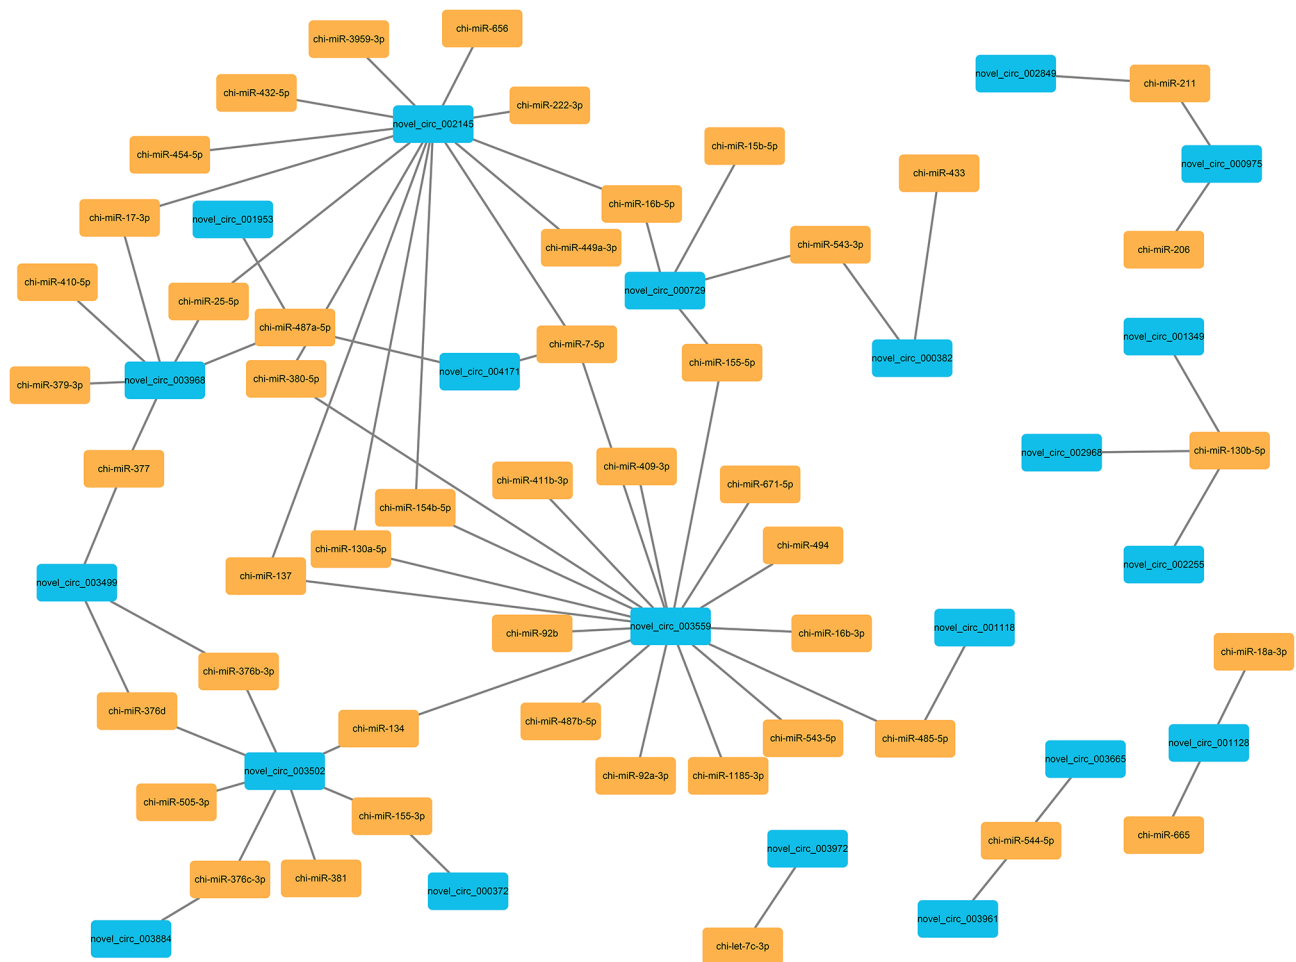 chi-miR-656
chi-miR-3959-3p
novel_circ_002849
chi-miR-211
chi-miR-432-5p
chi-miR-222-3p
novel_circ_002145
chi-miR-15b-5p
chi-miR-454-5p
novel_circ_000975
chi-miR-433
chi-miR-16b-5p
chi-miR-17-3p
novel_circ_001953
chi-miR-543-3p
chi-miR-449a-3p
chi-miR-206
chi-miR-410-5p
novel_circ_000729
chi-miR-25-5p
chi-miR-487a-5p
novel_circ_001349
chi-miR-7-5p
novel_circ_000382
chi-miR-155-5p
novel_circ_004171
chi-miR-380-5p
novel_circ_003968
chi-miR-379-3p
chi-miR-130b-5p
novel_circ_002968
chi-miR-377
chi-miR-409-3p
chi-miR-411b-3p
chi-miR-671-5p
chi-miR-154b-5p
chi-miR-494
chi-miR-130a-5p
novel_circ_002255
chi-miR-137
novel_circ_003499
novel_circ_003559
novel_circ_001118
chi-miR-92b
chi-miR-16b-3p
chi-miR-18a-3p
chi-miR-376b-3p
chi-miR-376d
chi-miR-134
chi-miR-487b-5p
chi-miR-543-5p
chi-miR-485-5p
novel_circ_001128
novel_circ_003665
novel_circ_003502
chi-miR-92a-3p
chi-miR-1185-3p
chi-miR-505-3p
chi-miR-155-3p
chi-miR-665
chi-miR-544-5p
novel_circ_003972
chi-miR-376c-3p
chi-miR-381
novel_circ_000372
novel_circ_003961
novel_circ_003884
chi-let-7c-3p